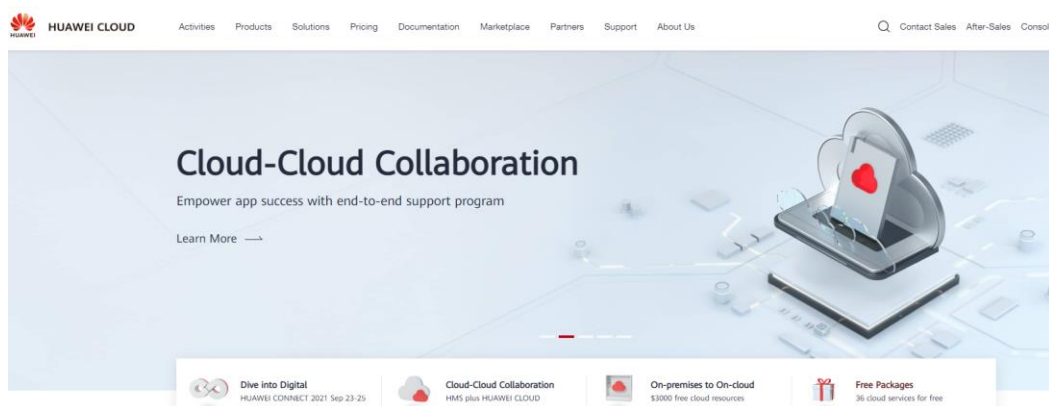 HUAWEI
HUAWEI CLOUD
Activities Products Solutions Pricing Documentation Marketplace Partners Support About Us
Contact Sales After-Sales Consol
Cloud-Cloud Collaboration
Empower app success with end-to-end support program
Learn More
Dive into Digital
HUAWEI CONNECT 2021 Sep 23-25
Cloud-Cloud Collaboration
HMS plus HUAWEI CLOUD
On-premises to On-cloud
$3000 free cloud resources
Free Packages
36 cloud services for free